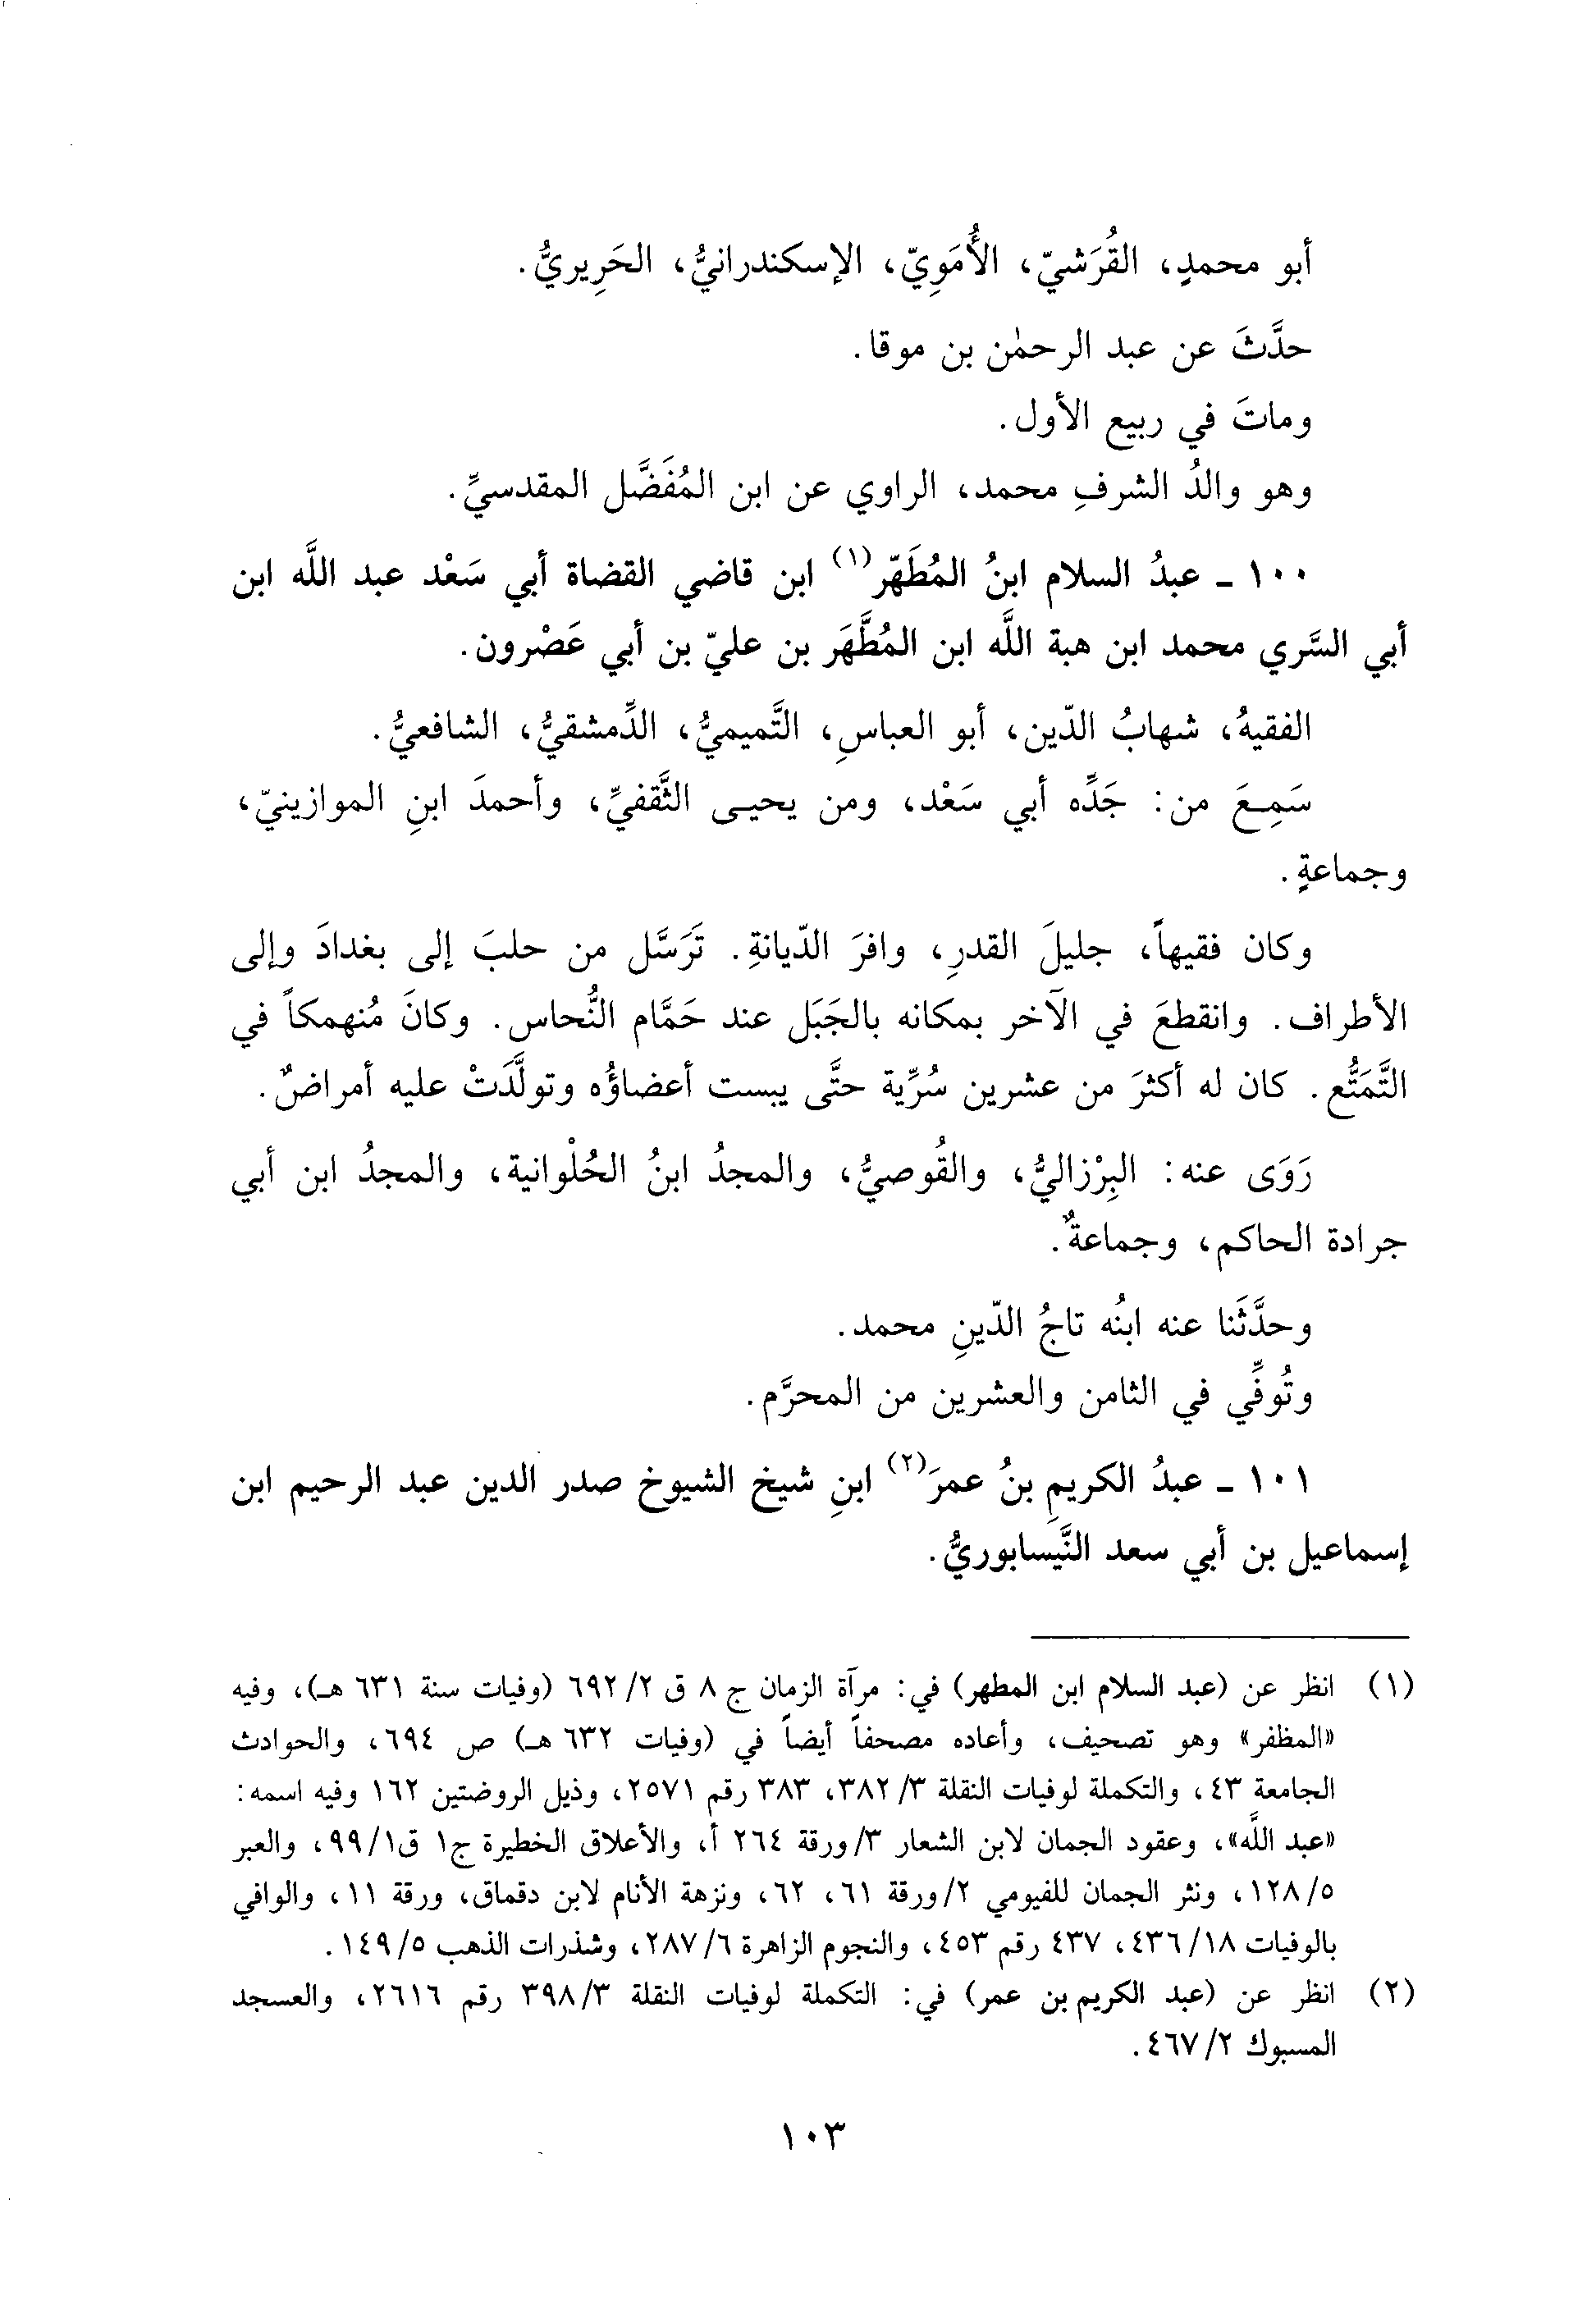 أبو محمدٍ، القُرَشيّ، الأُمَوِيّ، الإسكندرانيُّ، الحَرِيريُّ.
حدَّثَ عن عبد الرحمٰن بن موقا.
وماتَ في ربيع الأول.
وهو والدُ الشرفِ محمد، الراوي عن ابن المُفَضَّل المقدسيِّ.
١٠٠ ـ عبدُ السلام ابنُ المُطَهّر(١) ابن قاضي القضاة أبي سَعْد عبد اللَّه ابن
أبي السَّري محمد ابن هبة اللَّه ابن المُطَّهَر بن عليّ بن أبي عَصْرون.
الفقيهُ، شهابُ الدّين، أبو العباسِ، التَّميميُّ، الدِّمشقيُّ، الشافعيُّ.
سَمِعَ من: جَدِّه أبي سَعْد، ومن يحيى الثَّقفيِّ، وأحمدَ ابنِ الموازينيّ،
وجماعةٍ.
وكان فقيهاً، جليلَ القدرِ، وافرَ الدّيانةِ. تَرَسَّل من حلبَ إلى بغدادَ وإلى
الأطراف. وانقطعَ في الآخر بمكانه بالجَبَل عند حَمَّام النُّحاس. وكانَ مُنهمكاً في
التَّمَتُّع. كان له أكثرَ من عشرين سُرِّية حتَّى يبست أعضاؤُه وتولَّدَتْ عليه أمراضٌ.
رَوَى عنه: البِرْزاليُّ، والقُوصيُّ، والمجدُ ابنُ الحُلْوانية، والمجدُ ابن أبي
جرادة الحاكم، وجماعةٌ.
وحدَّثَنا عنه ابنُه تاجُ الدّينِ محمد.
وتُوفِّي في الثامن والعشرين من المحرَّم.
١٠١ ـ عبدُ الكريمِ بنُ عمرَ(٢) ابنِ شيخ الشيوخ صدر الدين عبد الرحيم ابن
إسماعيل بن أبي سعد النَّيسابوريُّ.
(١) انظر عن (عبد السلام ابن المطهر) في: مرآة الزمان ج ٨ ق ٢/ ٦٩٢ (وفيات سنة ٦٣١ هـ)، وفيه
«المظفر» وهو تصحيف، وأعاده مصحفاً أيضاً في (وفيات ٦٣٢ هـ) ص ٦٩٤، والحوادث
الجامعة ٤٣، والتكملة لوفيات النقلة ٣/ ٣٨٢، ٣٨٣ رقم ٢٥٧١، وذيل الروضتين ١٦٢ وفيه اسمه:
«عبد اللَّه»، وعقود الجمان لابن الشعار ٣/ورقة ٢٦٤ أ، والأعلاق الخطيرة ج١ ق١/ ٩٩، والعبر
٥/ ١٢٨، ونثر الجمان للفيومي ٢/ورقة ٦١، ٦٢، ونزهة الأنام لابن دقماق، ورقة ١١، والوافي
بالوفيات ١٨/ ٤٣٦، ٤٣٧ رقم ٤٥٣، والنجوم الزاهرة ٦/ ٢٨٧، وشذرات الذهب ٥/ ١٤٩.
(٢) انظر عن (عبد الكريم بن عمر) في: التكملة لوفيات النقلة ٣/ ٣٩٨ رقم ٢٦١٦، والعسجد
المسبوك ٢/ ٤٦٧.
١٠٣